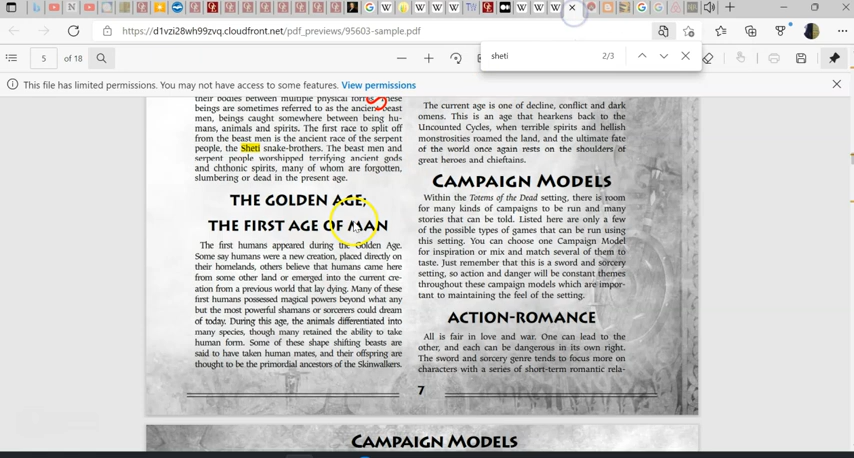 https://d1vzi28wh99zvq.cloudfront.net/pdf_previews/95603-sample.pdf
5 of 18
sheti 2/3
This file has limited permissions. You may not have access to some features. View permissions
their bodies between multiple physical forms. These
beings are sometimes referred to as the ancient beast
men, beings caught somewhere between being hu-
mans, animals and spirits. The first race to split off
from the beast men is the ancient race of the serpent
people, the Sheti snake-brothers. The beast men and
serpent people worshipped terrifying ancient gods
and chthonic spirits, many of whom are forgotten,
slumbering or dead in the present age.
THE GOLDEN AGE;
THE FIRST AGE OF MAN
The first humans appeared during the Golden Age.
Some say humans were a new creation, placed directly on
their homelands, others believe that humans came here
from some other land or emerged into the current cre-
ation from a previous world that lay dying. Many of these
first humans possessed magical powers beyond what any
but the most powerful shamans or sorcerers could dream
of today. During this age, the animals differentiated into
many species, though many retained the ability to take
human form. Some of these shape shifting beasts are
said to have taken human mates, and their offspring are
thought to be the primordial ancestors of the Skinwalkers.
The current age is one of decline, conflict and dark
omens. This is an age that hearkens back to the
Uncounted Cycles, when terrible spirits and hellish
monstrosities roamed the land, and the ultimate fate
of the world once again rests on the shoulders of
great heroes and chieftains.
CAMPAIGN MODELS
Within the Totems of the Dead setting, there is room
for many kinds of campaigns to be run and many
stories that can be told. Listed here are only a few
of the possible types of games that can be run using
this setting. You can choose one Campaign Model
for inspiration or mix and match several of them to
taste. Just remember that this is a sword and sorcery
setting, so action and danger will be constant themes
throughout these campaign models which are impor-
tant to maintaining the feel of the setting.
ACTION-ROMANCE
All is fair in love and war. One can lead to the
other, and each can be dangerous in its own right.
The sword and sorcery genre tends to focus more on
characters with a series of short-term romantic rela-
7
CAMPAIGN MODELS